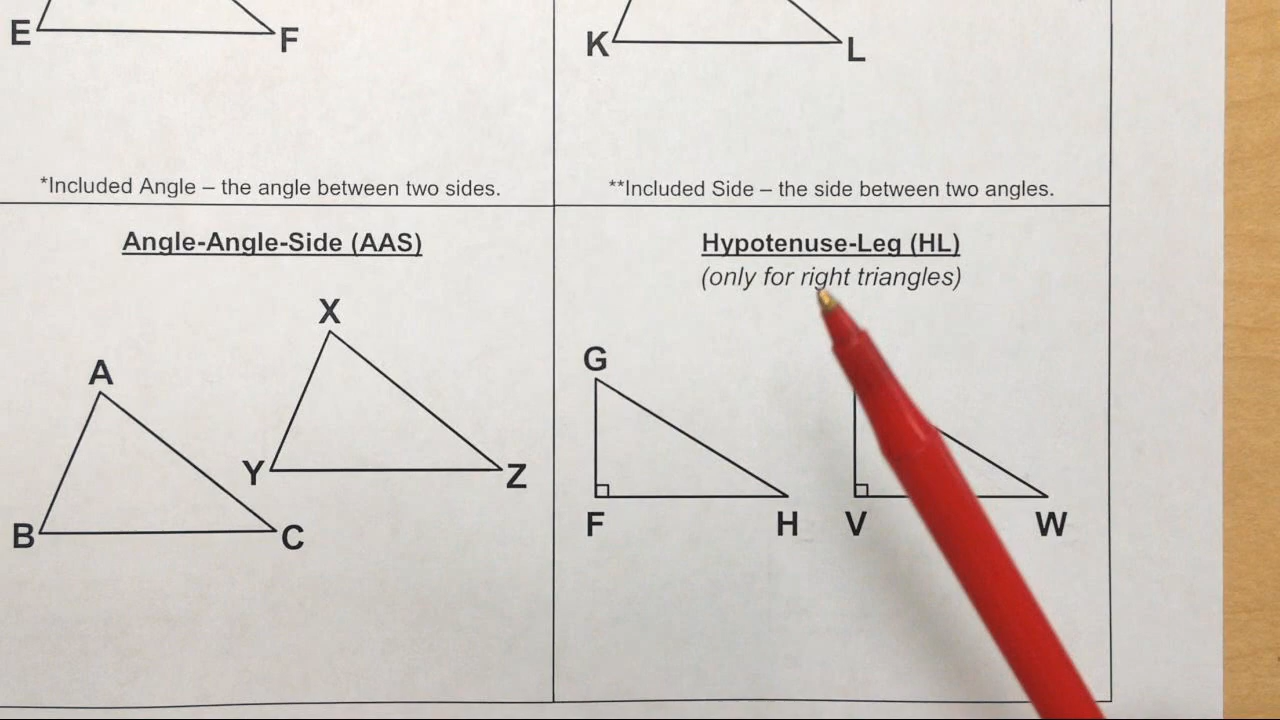 E F
K L
*Included Angle – the angle between two sides.
**Included Side – the side between two angles.
Angle-Angle-Side (AAS)
X
A
Y Z
B C
Hypotenuse-Leg (HL)
(only for right triangles)
G
F H V W